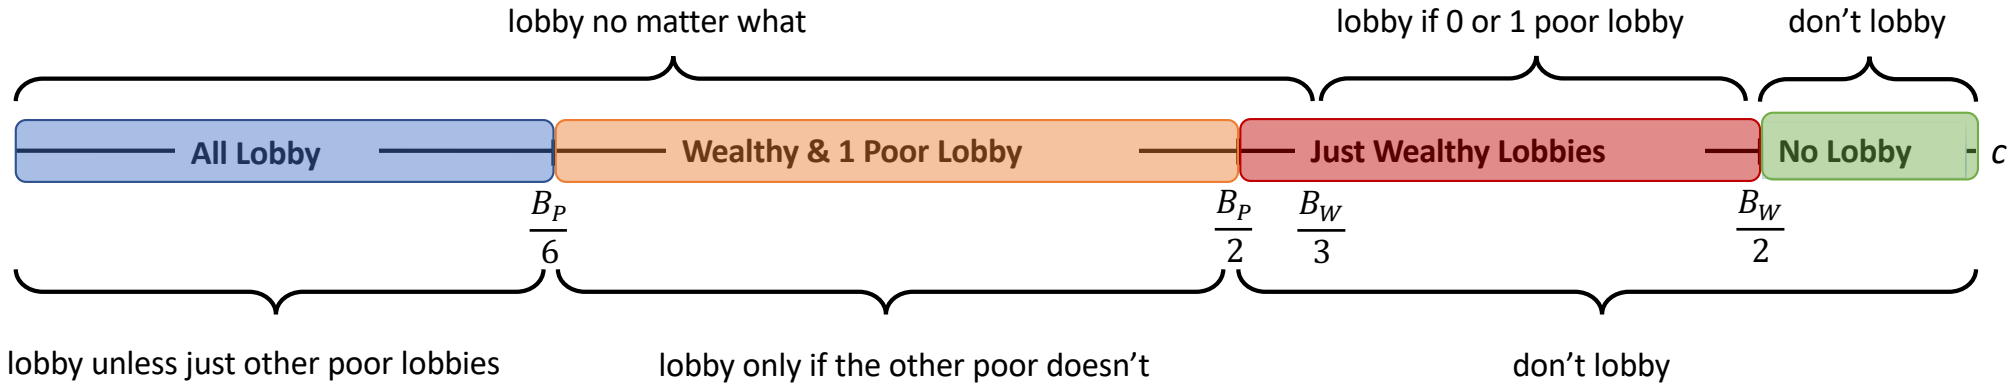 lobby no matter what
lobby if 0 or 1 poor lobby
don’t lobby
All Lobby
Wealthy & 1 Poor Lobby
Just Wealthy Lobbies
No Lobby
c
B_P/6
B_P/2
B_W/3
B_W/2
lobby unless just other poor lobbies
lobby only if the other poor doesn’t
don’t lobby